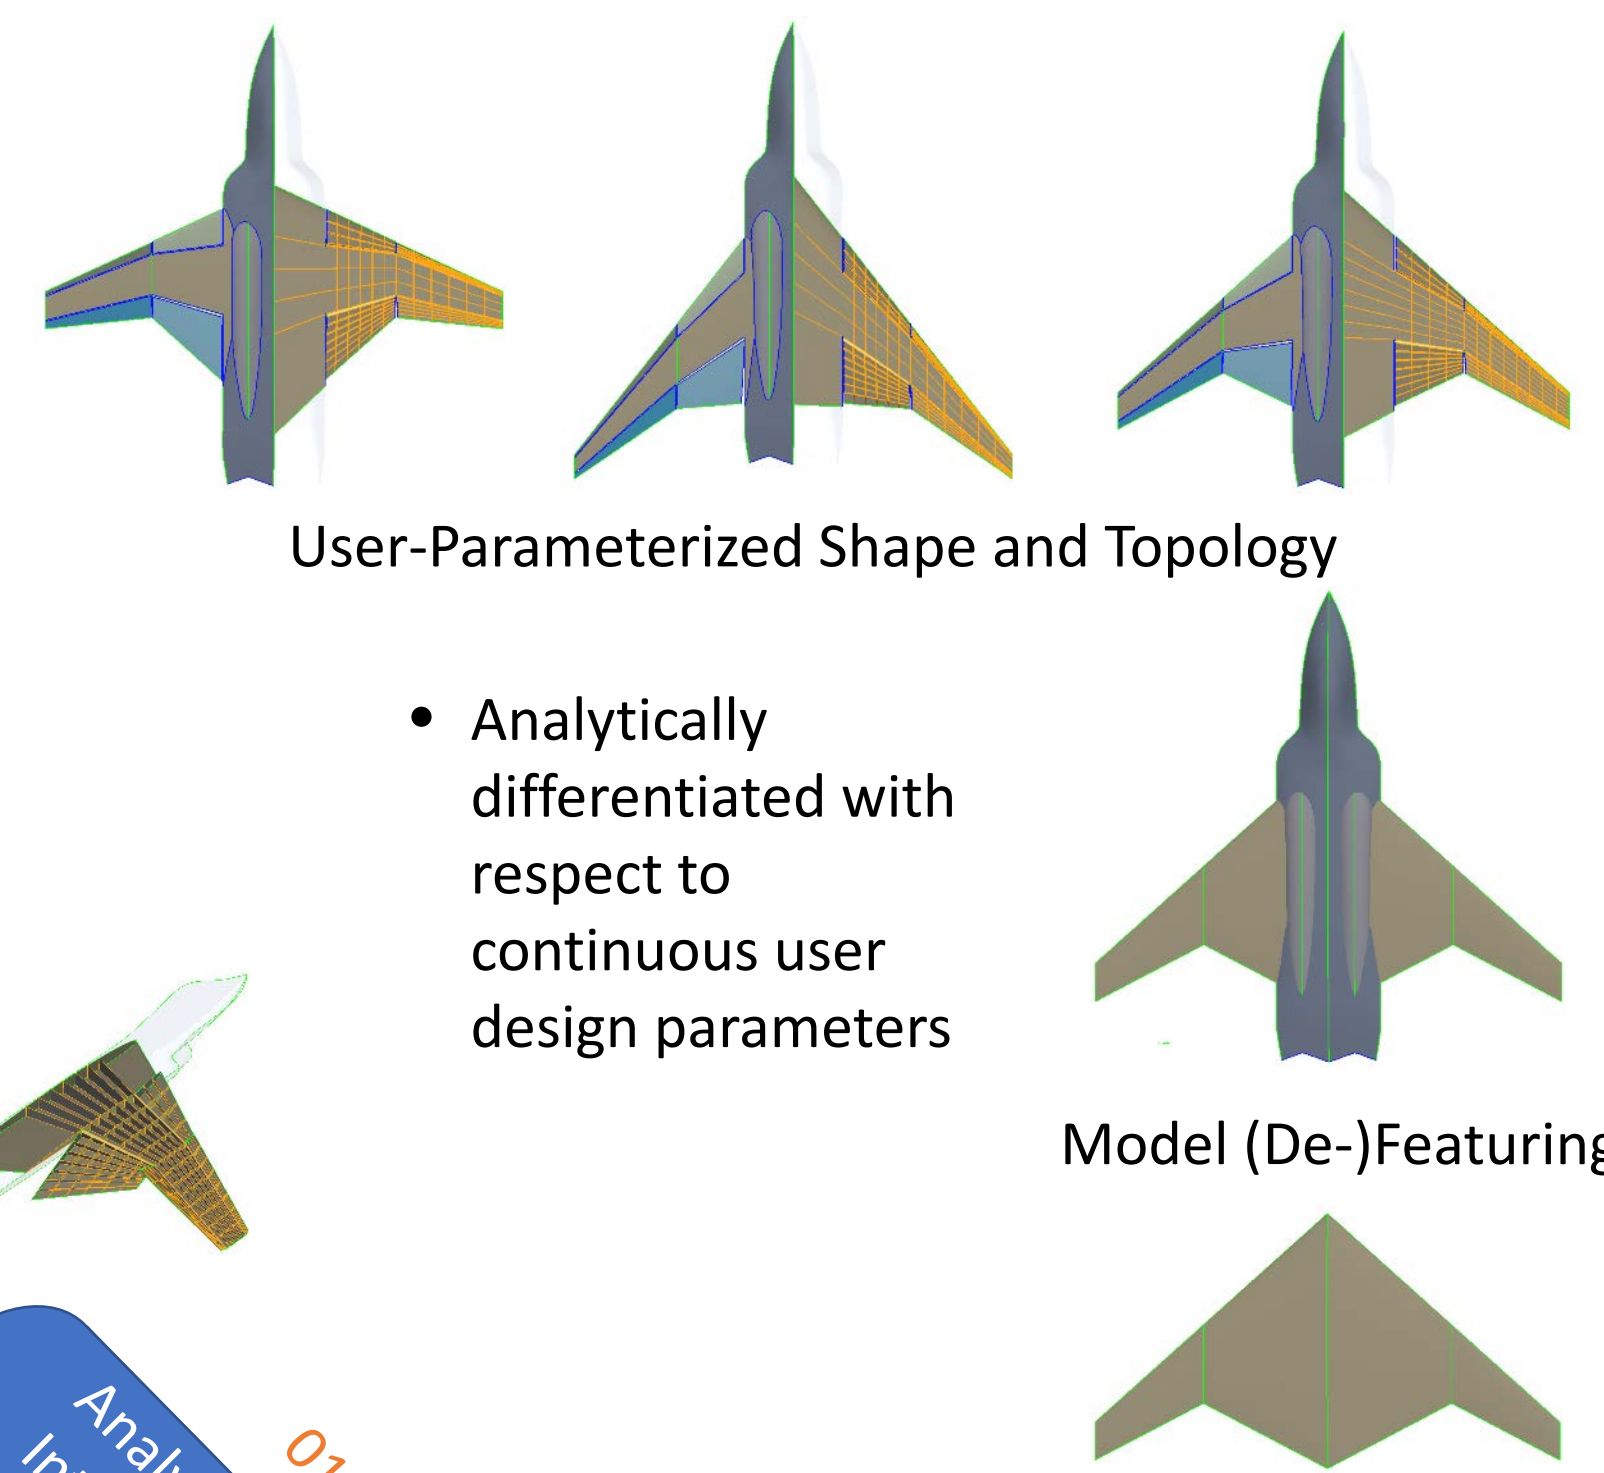 User-Parameterized Shape and Topology
• Analytically
differentiated with
respect to
continuous user
design parameters
Model (De-)Featuring